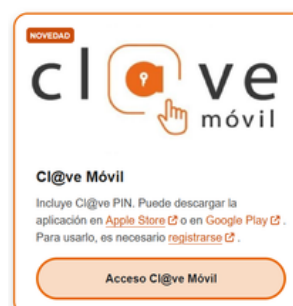 NOVEDAD
cl@ve
móvil
Cl@ve Móvil
Incluye Cl@ve PIN. Puede descargar la
aplicación en Apple Store o en Google Play .
Para usarlo, es necesario registrarse .
Acceso Cl@ve Móvil